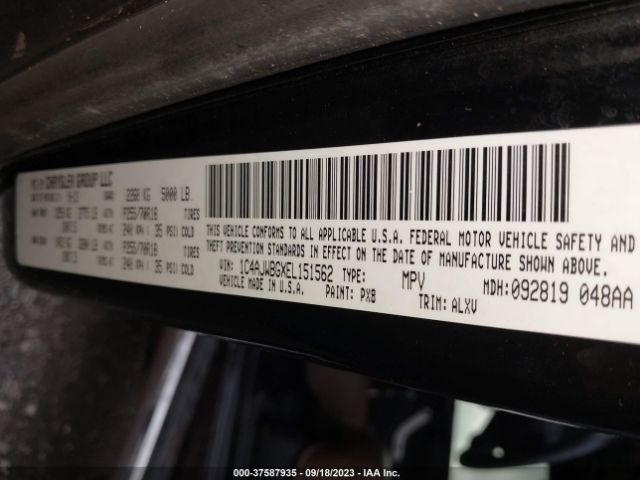 CHRYSLER GROUP LLC
2268 KG 5000 LB
P255/70R18 TIRES
240 KPA / 35 PSI COLD
P255/70R18 TIRES
240 KPA / 35 PSI COLD
THIS VEHICLE CONFORMS TO ALL APPLICABLE U.S.A. FEDERAL MOTOR VEHICLE SAFETY AND
THEFT PREVENTION STANDARDS IN EFFECT ON THE DATE OF MANUFACTURE SHOWN ABOVE.
VIN: 1C4AJWBGXEL151562 TYPE: MPV MDH: 092819 048AA
VEHICLE MADE IN U.S.A. PAINT: PX8 TRIM: ALXV
000-37587935 - 09/18/2023 - IAA Inc.